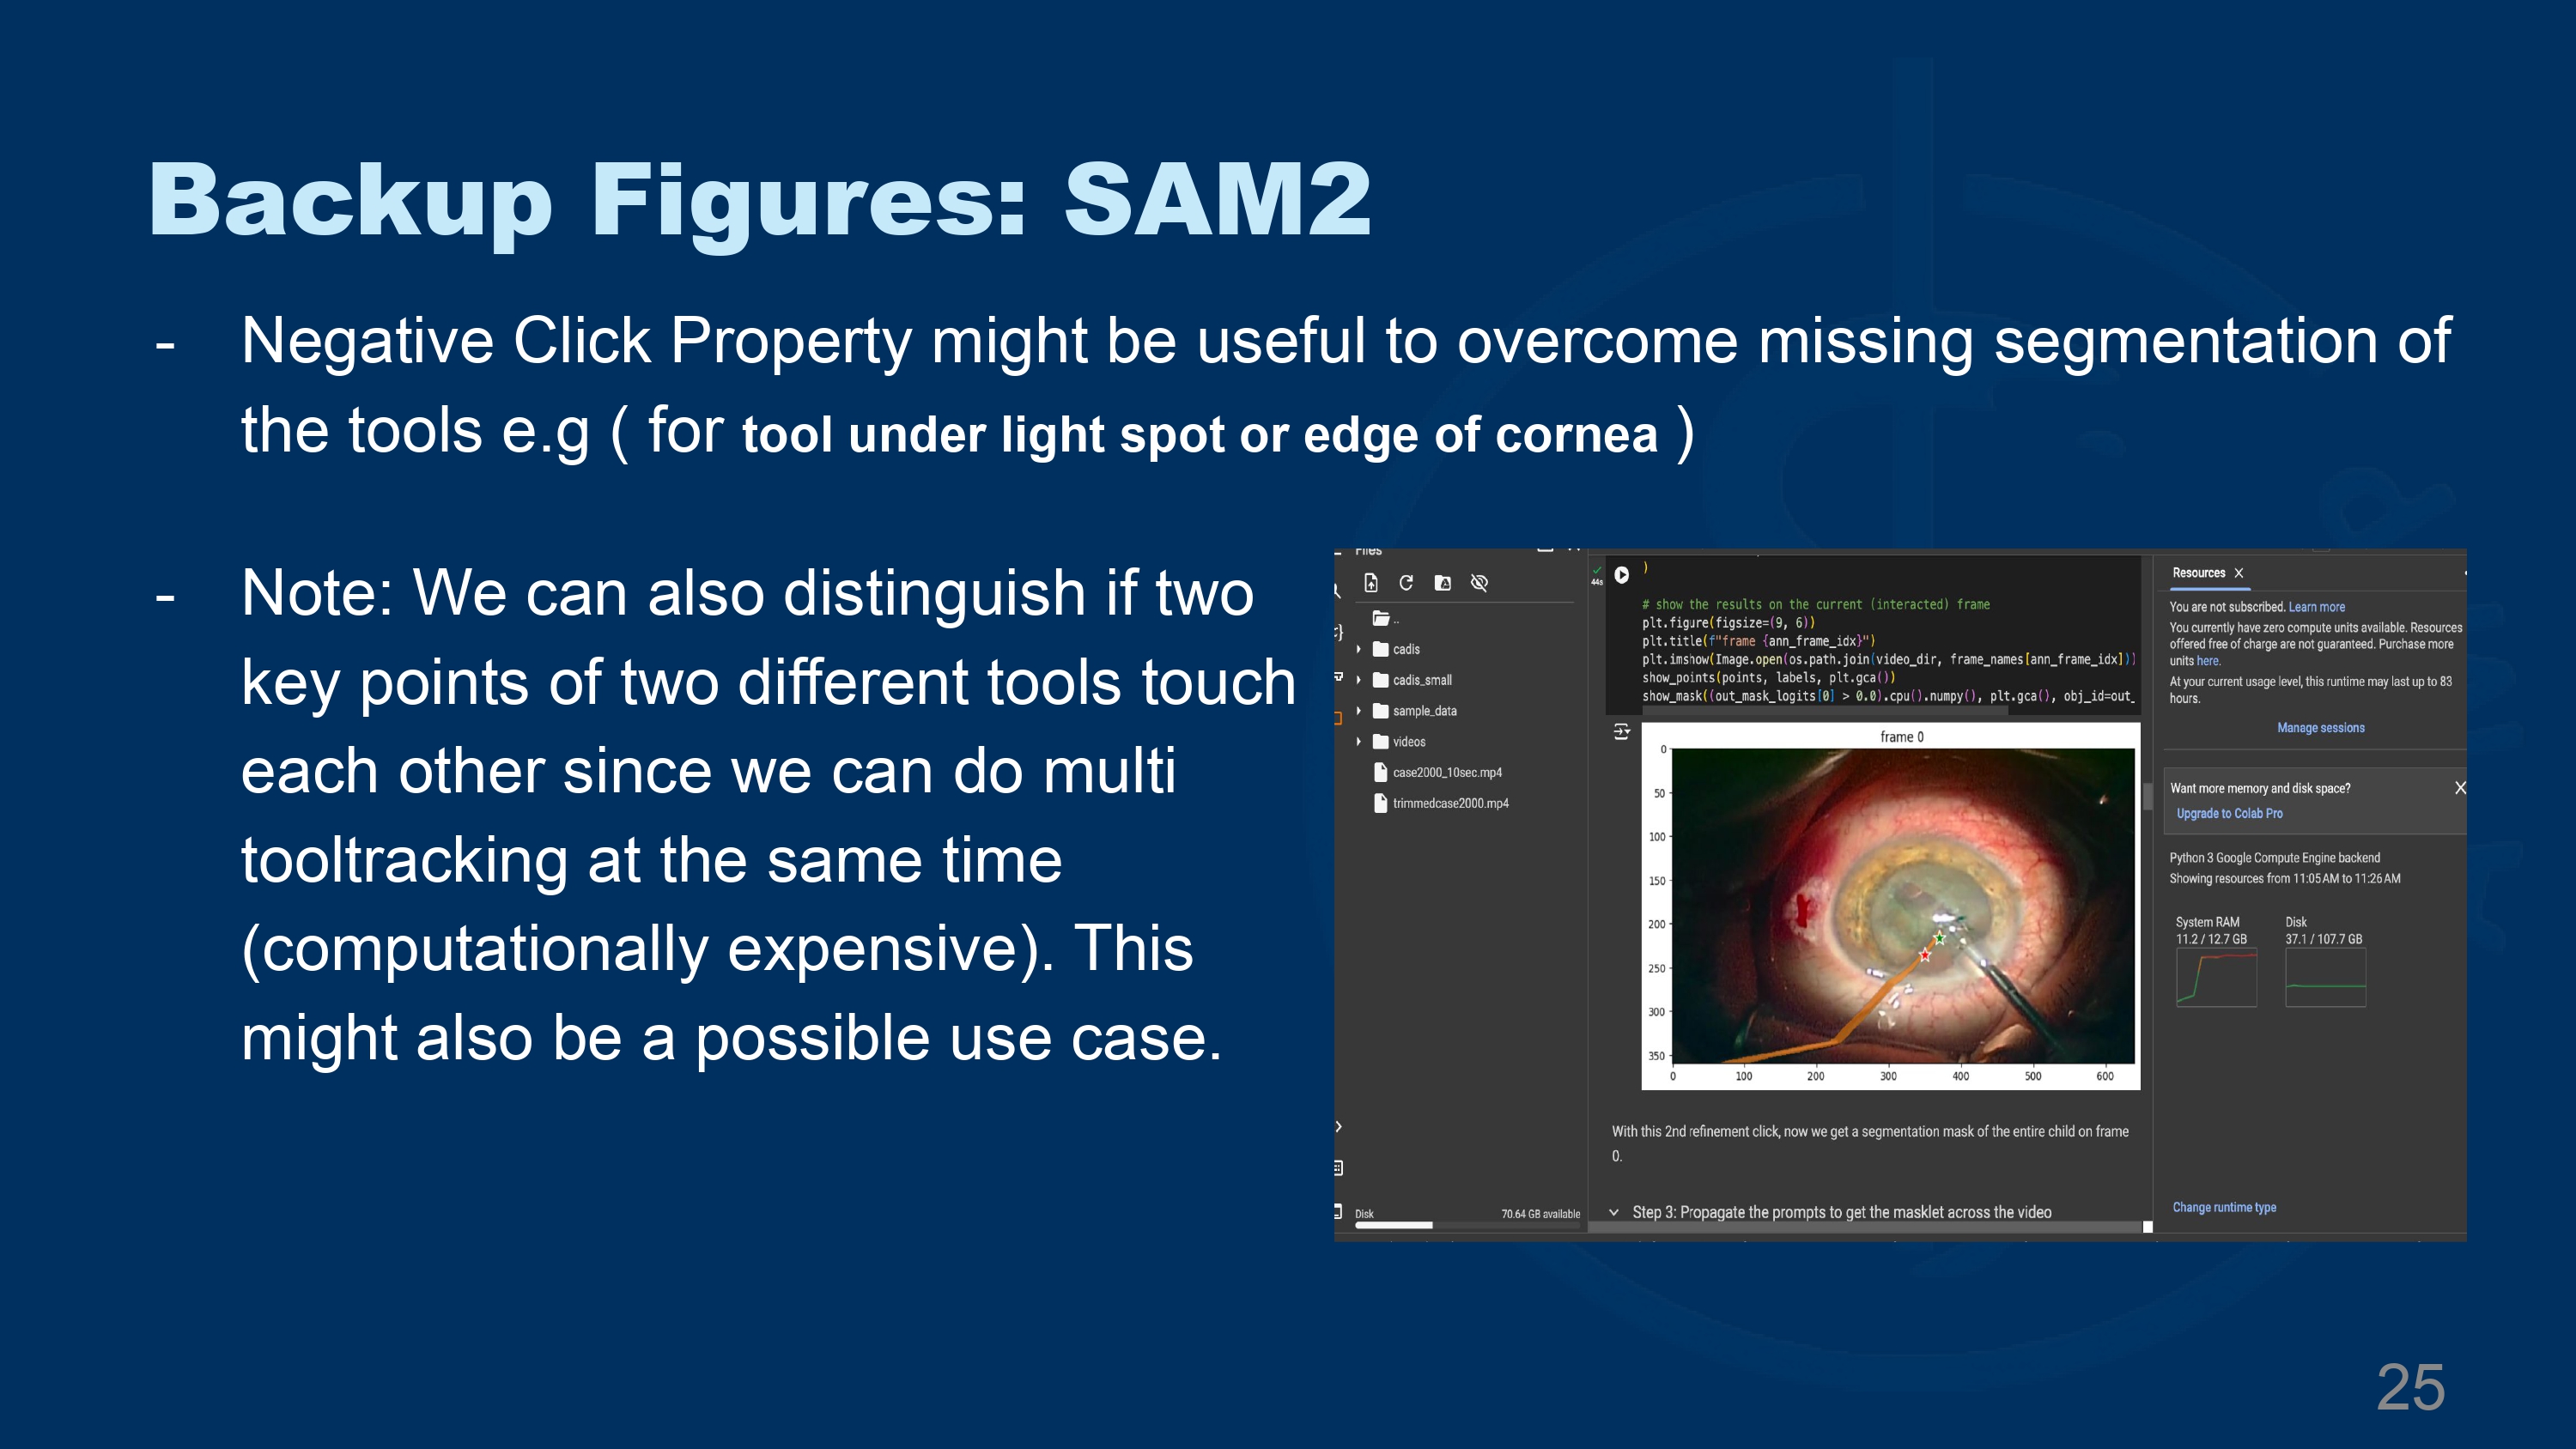 Backup Figures: SAM2
- Negative Click Property might be useful to overcome missing segmentation of
the tools e.g ( for tool under light spot or edge of cornea )
- Note: We can also distinguish if two
key points of two different tools touch
each other since we can do multi
tooltracking at the same time
(computationally expensive). This
might also be a possible use case.
Files
..
cadis
cadis_small
sample_data
videos
case2000_10sec.mp4
trimmedcase2000.mp4
Disk
70.64 GB available
44s
)
# show the results on the current (interacted) frame
plt.figure(figsize=(9, 6))
plt.title(f"frame {ann_frame_idx}")
plt.imshow(Image.open(os.path.join(video_dir, frame_names[ann_frame_idx]))
show_points(points, labels, plt.gca())
show_mask((out_mask_logits[0] > 0.0).cpu().numpy(), plt.gca(), obj_id=out_
frame 0
0
50
100
150
200
250
300
350
0 100 200 300 400 500 600
With this 2nd refinement click, now we get a segmentation mask of the entire child on frame
0.
Step 3: Propagate the prompts to get the masklet across the video
Resources
You are not subscribed. Learn more
You currently have zero compute units available. Resources
offered free of charge are not guaranteed. Purchase more
units here.
At your current usage level, this runtime may last up to 83
hours.
Manage sessions
Want more memory and disk space?
Upgrade to Colab Pro
Python 3 Google Compute Engine backend
Showing resources from 11:05 AM to 11:26 AM
System RAM
11.2 / 12.7 GB
Disk
37.1 / 107.7 GB
Change runtime type
25